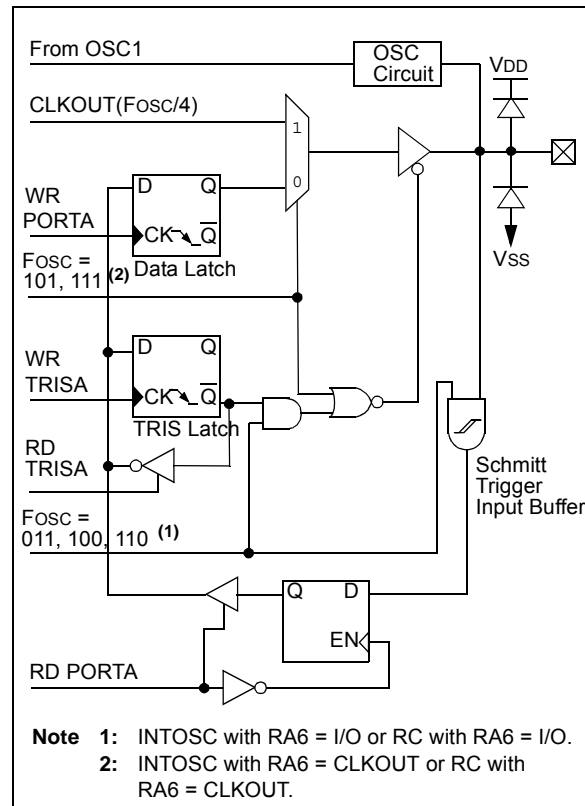 From OSC1
OSC
Circuit
VDD
CLKOUT(FOSC/4)
1
0
D
Q
WR
PORTA
CK
Q
VSS
FOSC =
101, 111 (2)
Data Latch
D
Q
WR
TRISA
CK
Q
TRIS Latch
RD
TRISA
Schmitt
Trigger
Input Buffer
FOSC =
011, 100, 110 (1)
Q
D
EN
RD PORTA
Note 1: INTOSC with RA6 = I/O or RC with RA6 = I/O.
2: INTOSC with RA6 = CLKOUT or RC with
RA6 = CLKOUT.